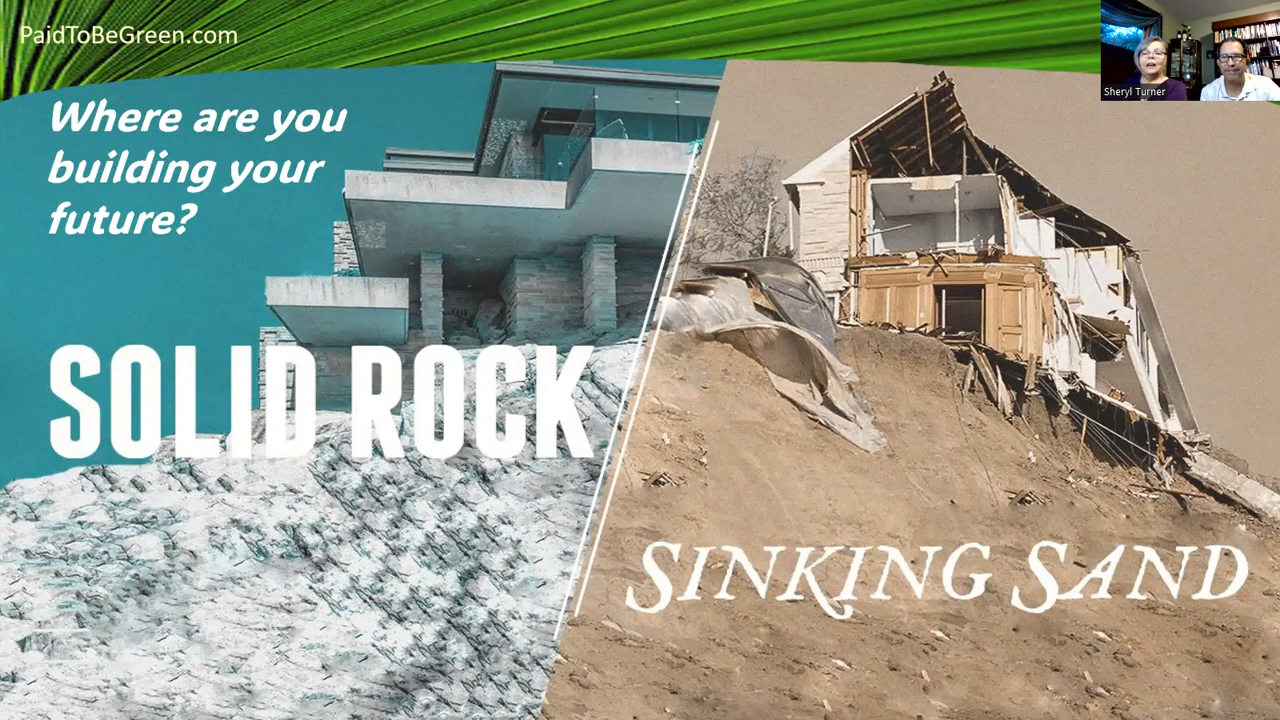 PaidToBeGreen.com
Sheryl Turner
Where are you
building your
future?
SOLID ROCK
SINKING SAND